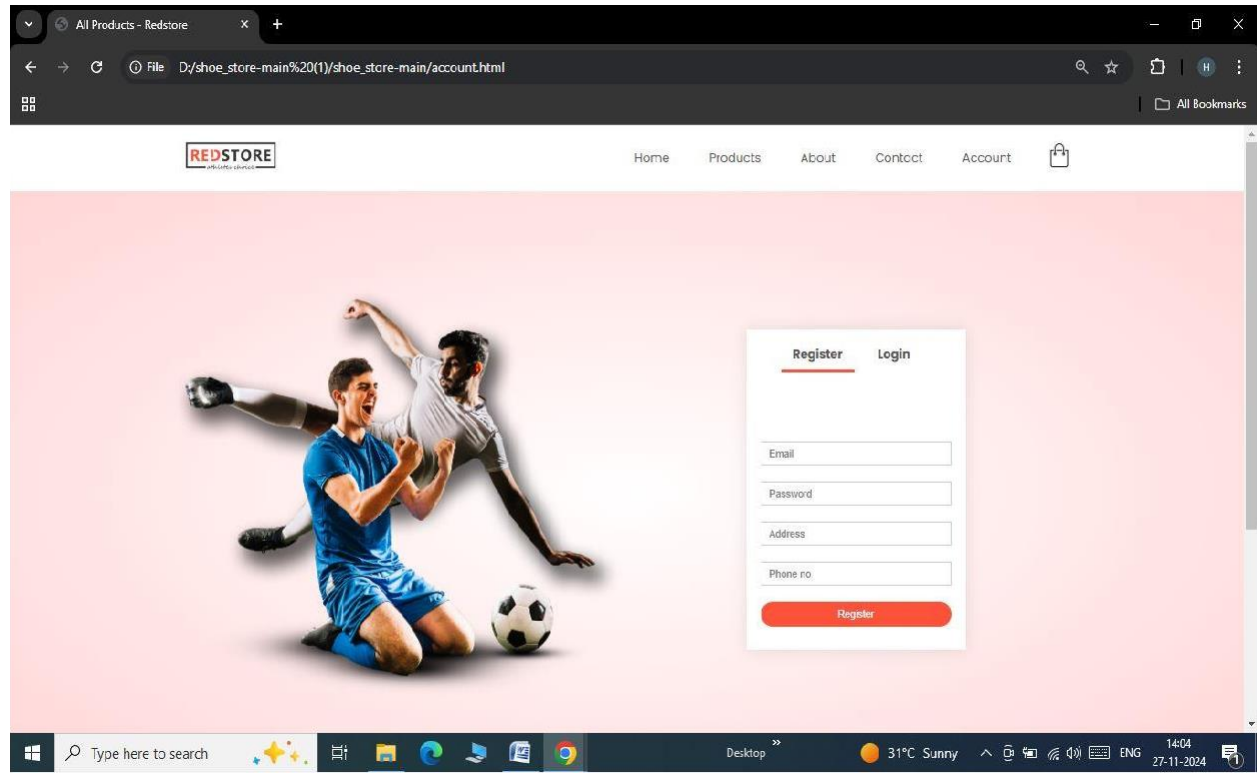 All Products - Redstore
File D:/shoe_store-main%20(1)/shoe_store-main/account.html
H
All Bookmarks
REDSTORE
Home Products About Contact Account
Register Login
Email
Password
Address
Phone no
Register
Type here to search
Desktop
31°C Sunny
ENG
14:04
27-11-2024
1